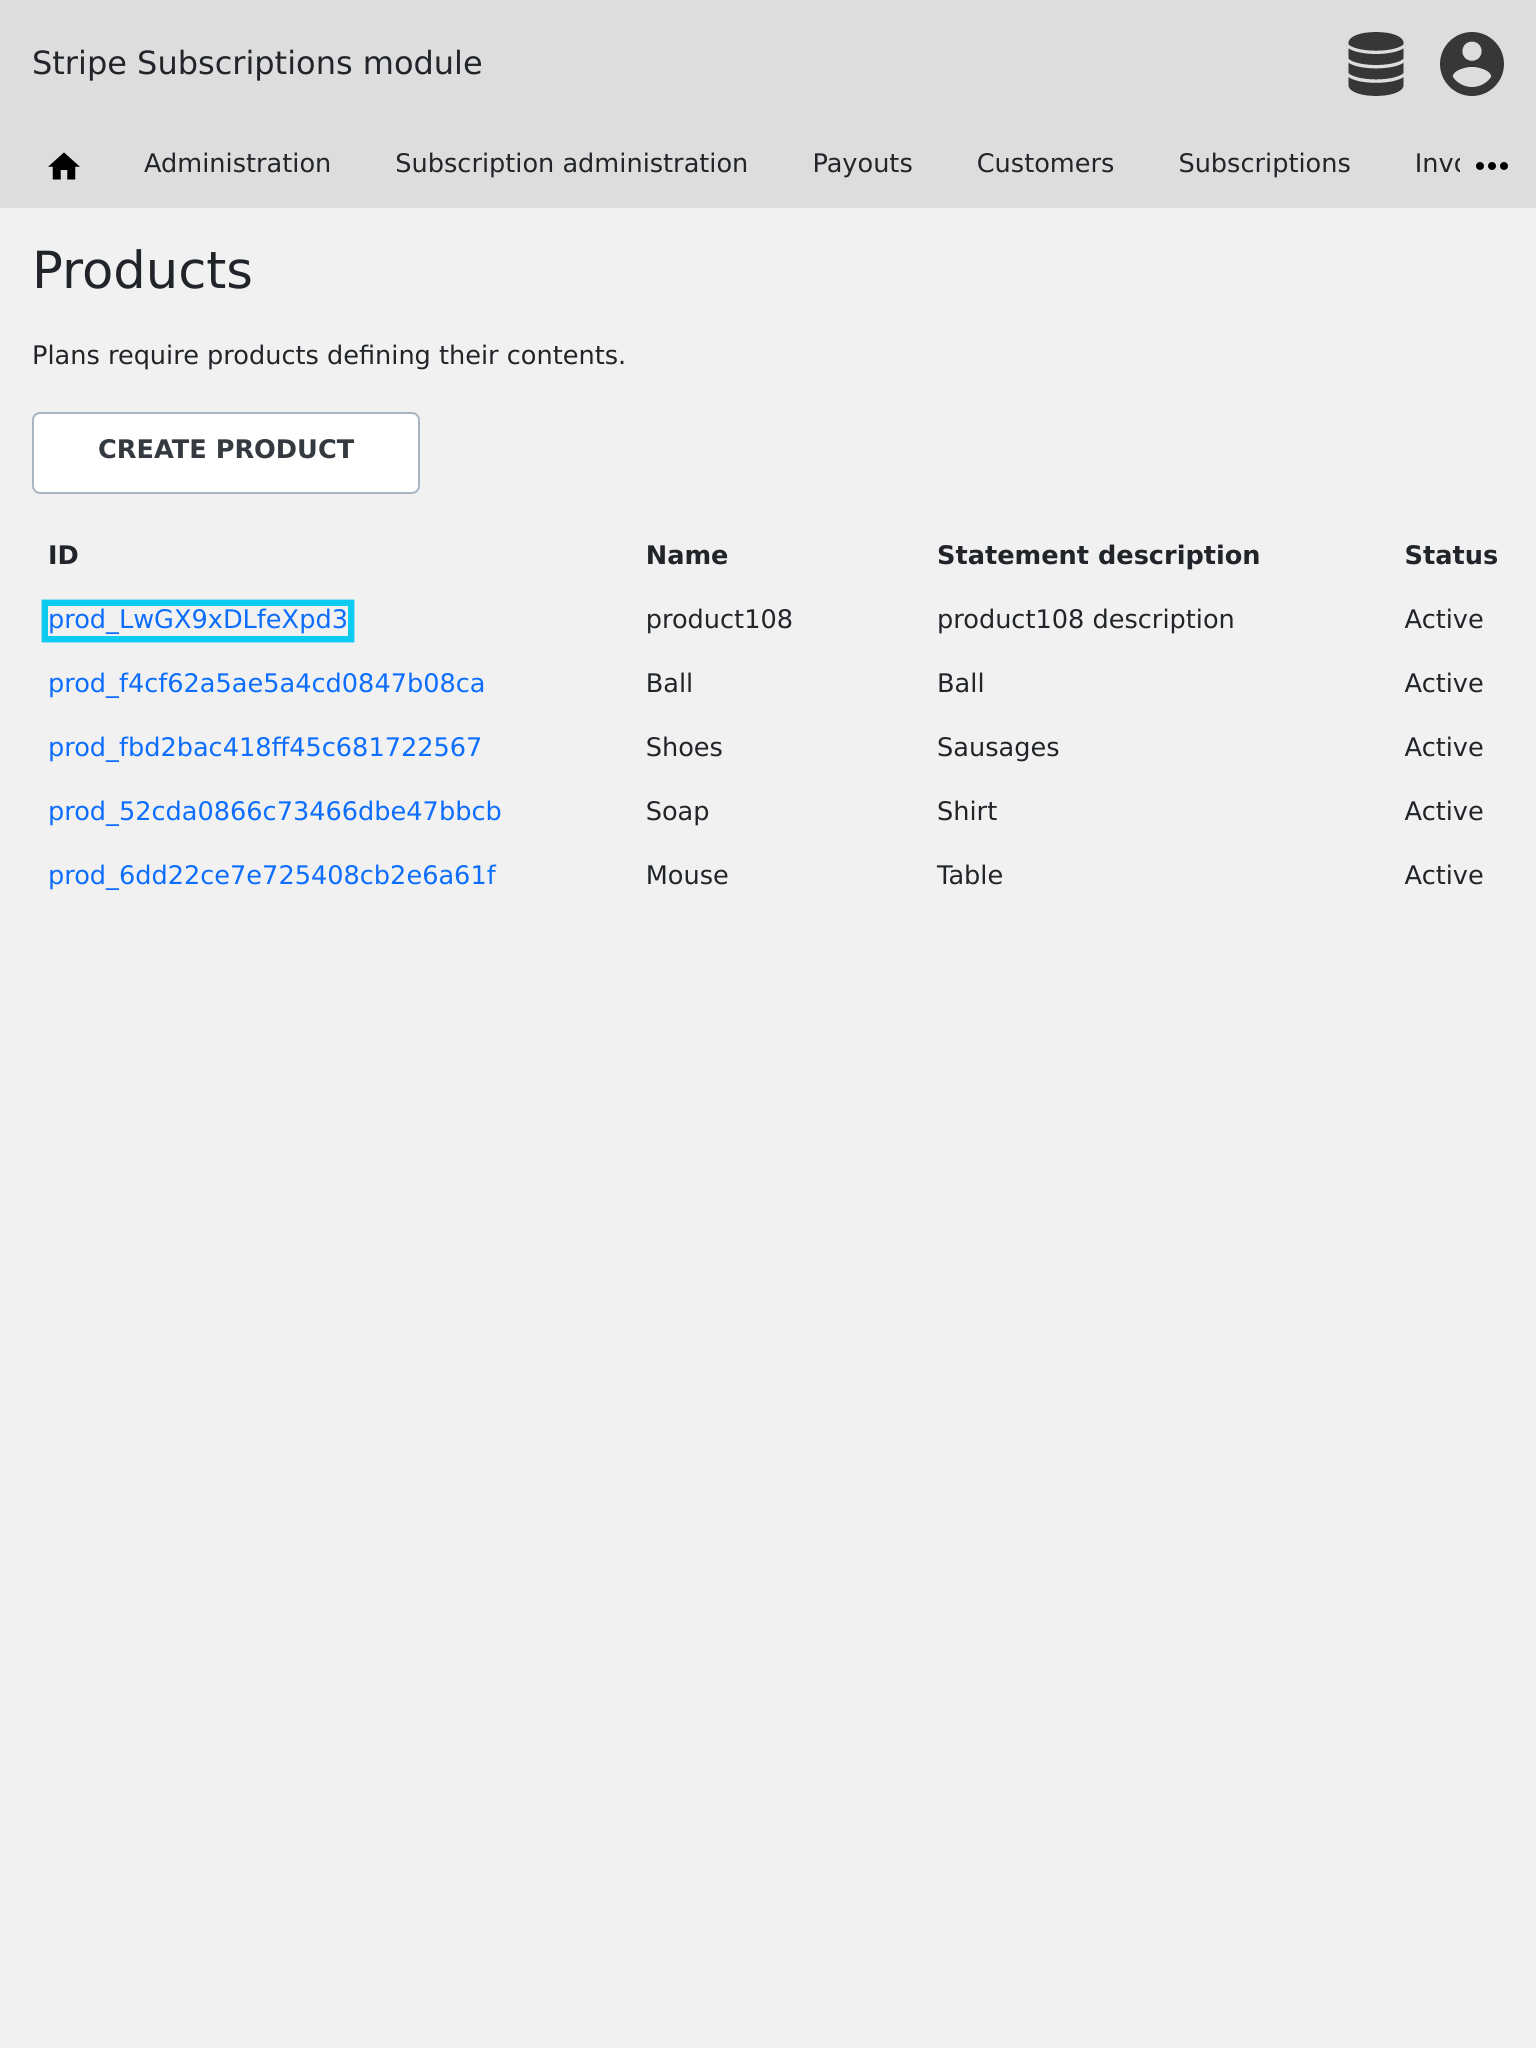 Stripe Subscriptions module
Administration Subscription administration Payouts Customers Subscriptions
Products
Plans require products defining their contents.
CREATE PRODUCT
ID Name Statement description Status
prod_LwGX9xDLfeXpd3 product108 product108 description Active
prod_f4cf62a5ae5a4cd0847b08ca Ball Ball Active
prod_fbd2bac418ff45c681722567 Shoes Sausages Active
prod_52cda0866c73466dbe47bbcb Soap Shirt Active
prod_6dd22ce7e725408cb2e6a61f Mouse Table Active